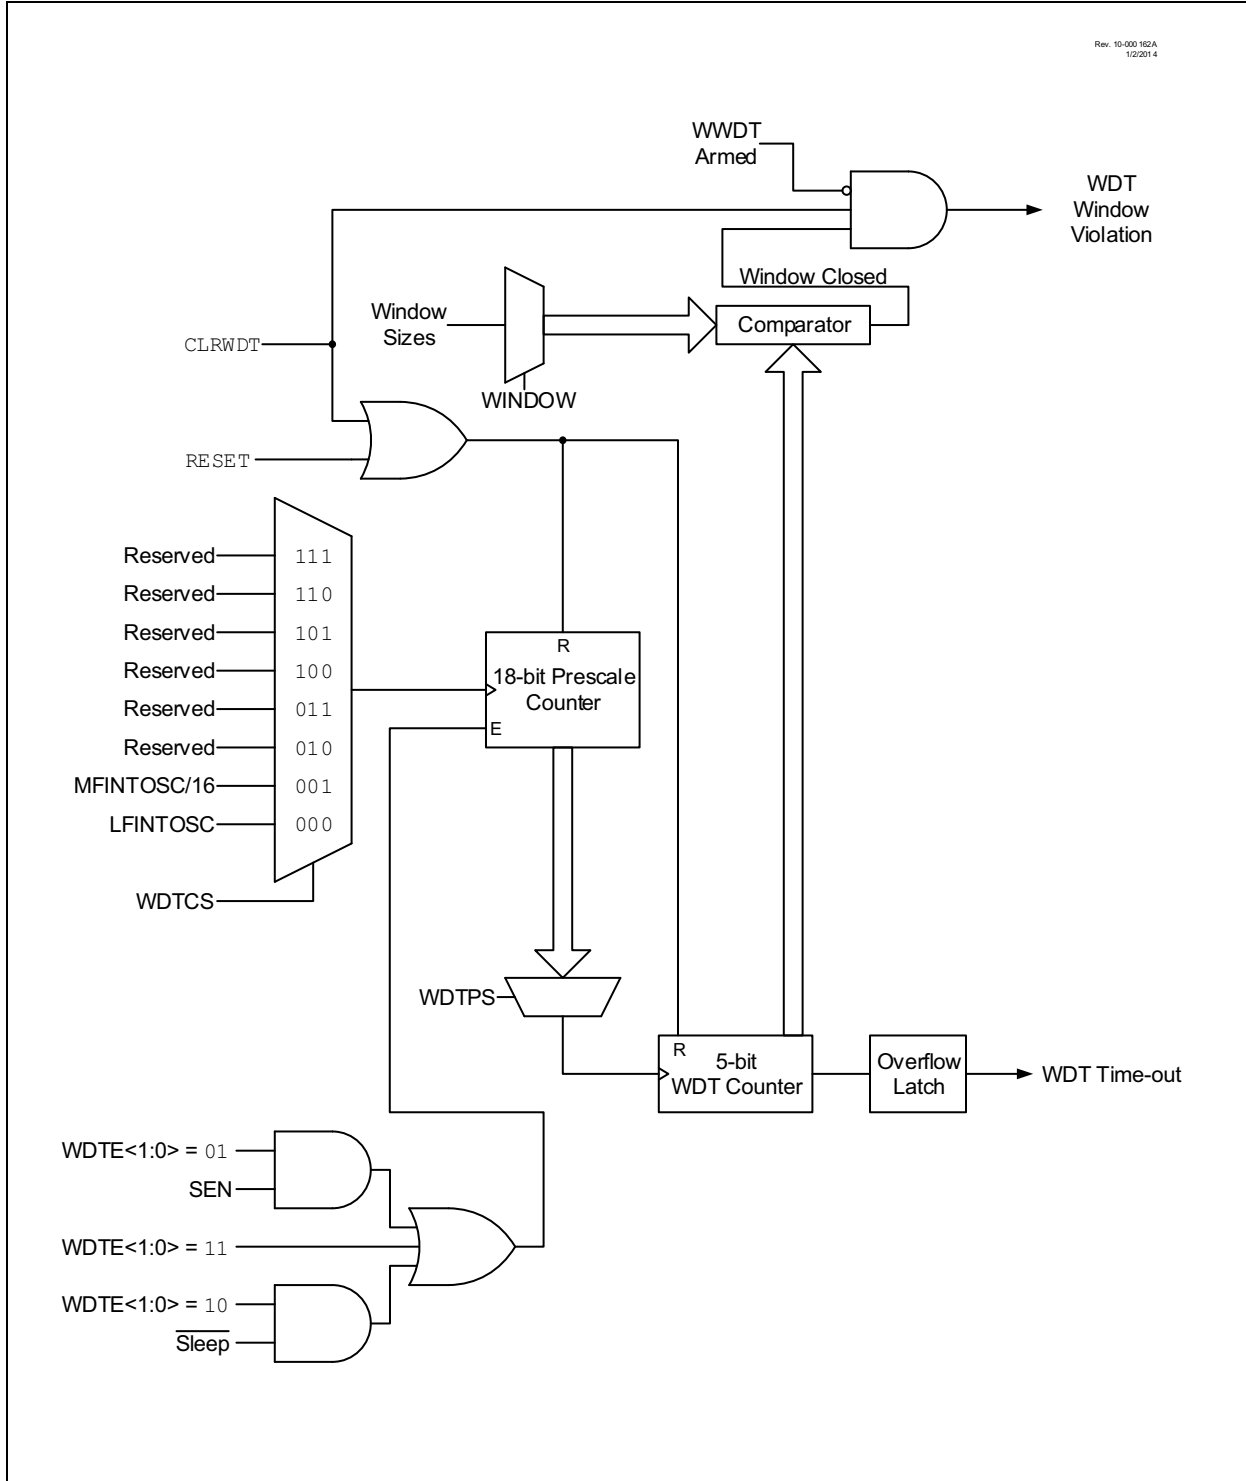 Rev. 10-000 162A
1/2/201 4
WWDT
Armed
WDT
Window
Violation
Window Closed
Window
Sizes
Comparator
CLRWDT
WINDOW
RESET
Reserved 111
Reserved 110
Reserved 101
Reserved 100
Reserved 011
Reserved 010
MFINTOSC/16 001
LFINTOSC 000
WDTCS
R
18-bit Prescale
Counter
E
WDTPS
R
5-bit
WDT Counter
Overflow
Latch
WDT Time-out
WDTE<1:0> = 01
SEN
WDTE<1:0> = 11
WDTE<1:0> = 10
Sleep